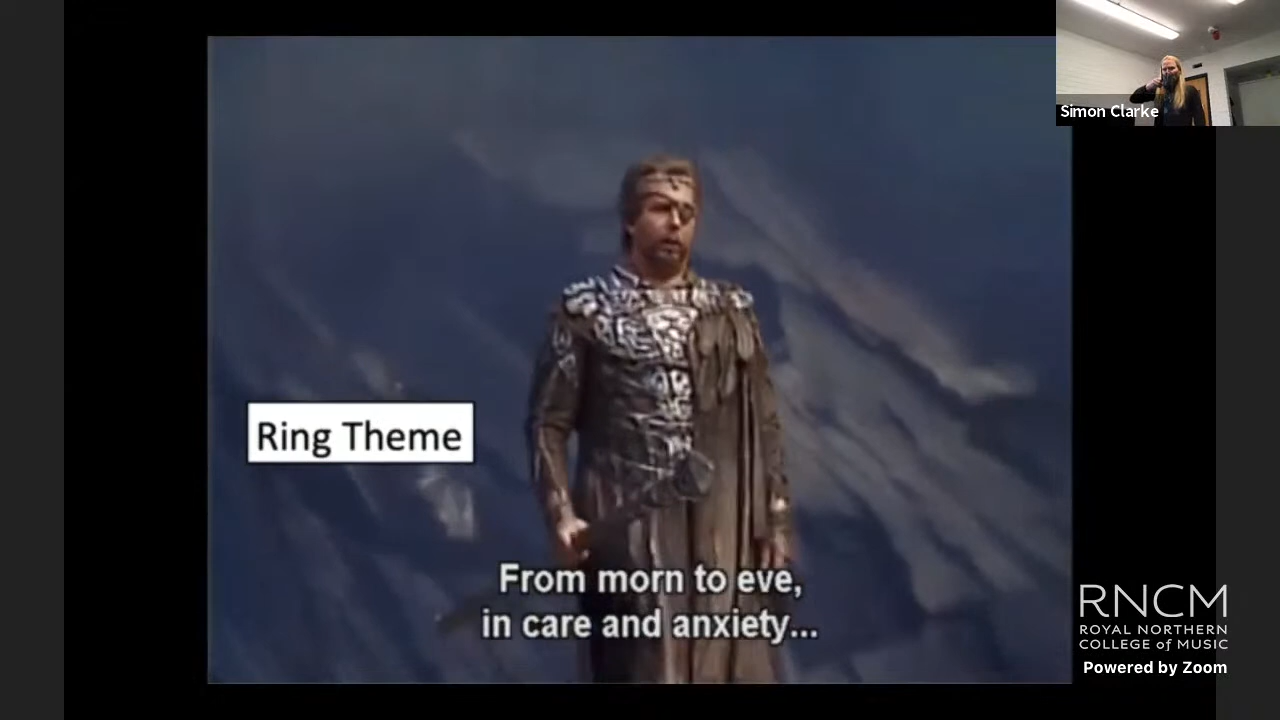 Simon Clarke
Ring Theme
From morn to eve,
in care and anxiety...
RNCM
ROYAL NORTHERN
COLLEGE of MUSIC
Powered by Zoom